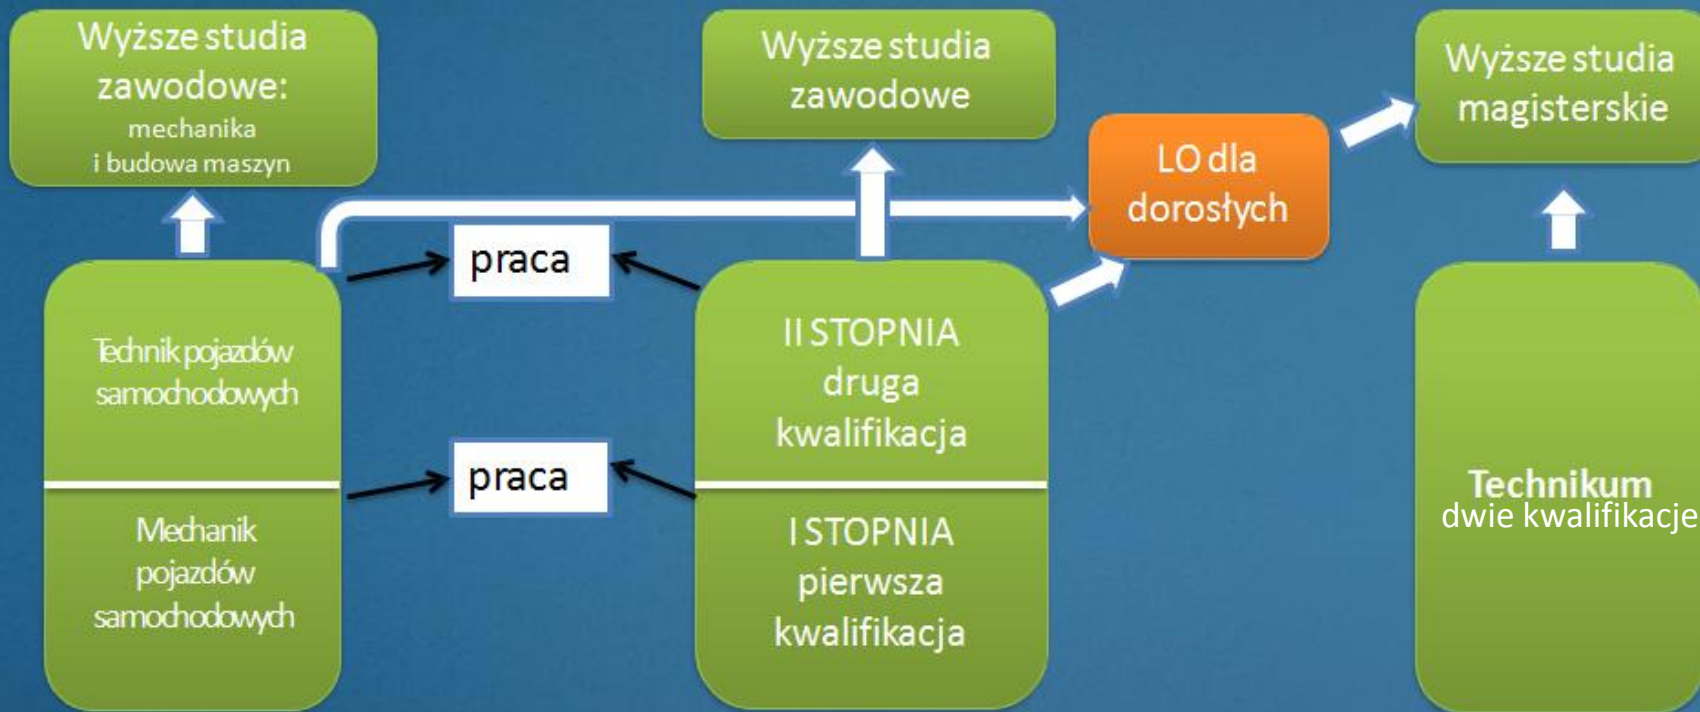 Wyższe studia
zawodowe:
mechanika
i budowa maszyn
Wyższe studia
zawodowe
LO dla
dorosłych
Wyższe studia
magisterskie
praca
Technik pojazdów
samochodowych
II STOPNIA
druga
kwalifikacja
praca
Mechanik
pojazdów
samochodowych
I STOPNIA
pierwsza
kwalifikacja
Technikum
dwie kwalifikacje